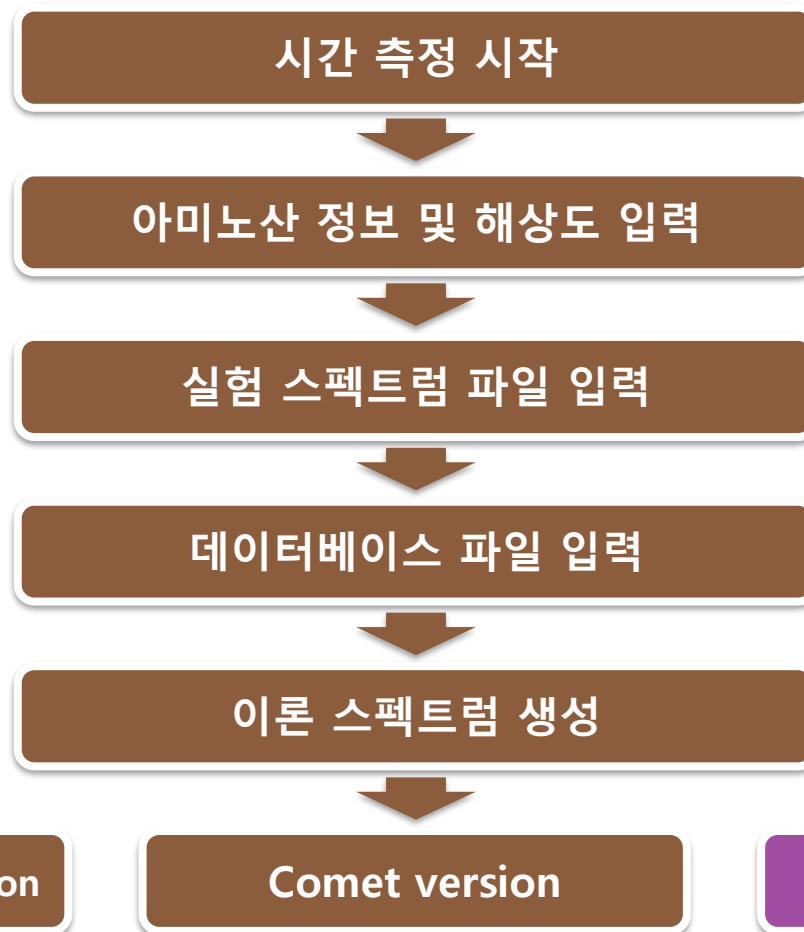 시간 측정 시작
아미노산 정보 및 해상도 입력
실험 스펙트럼 파일 입력
데이터베이스 파일 입력
이론 스펙트럼 생성
on
Comet version